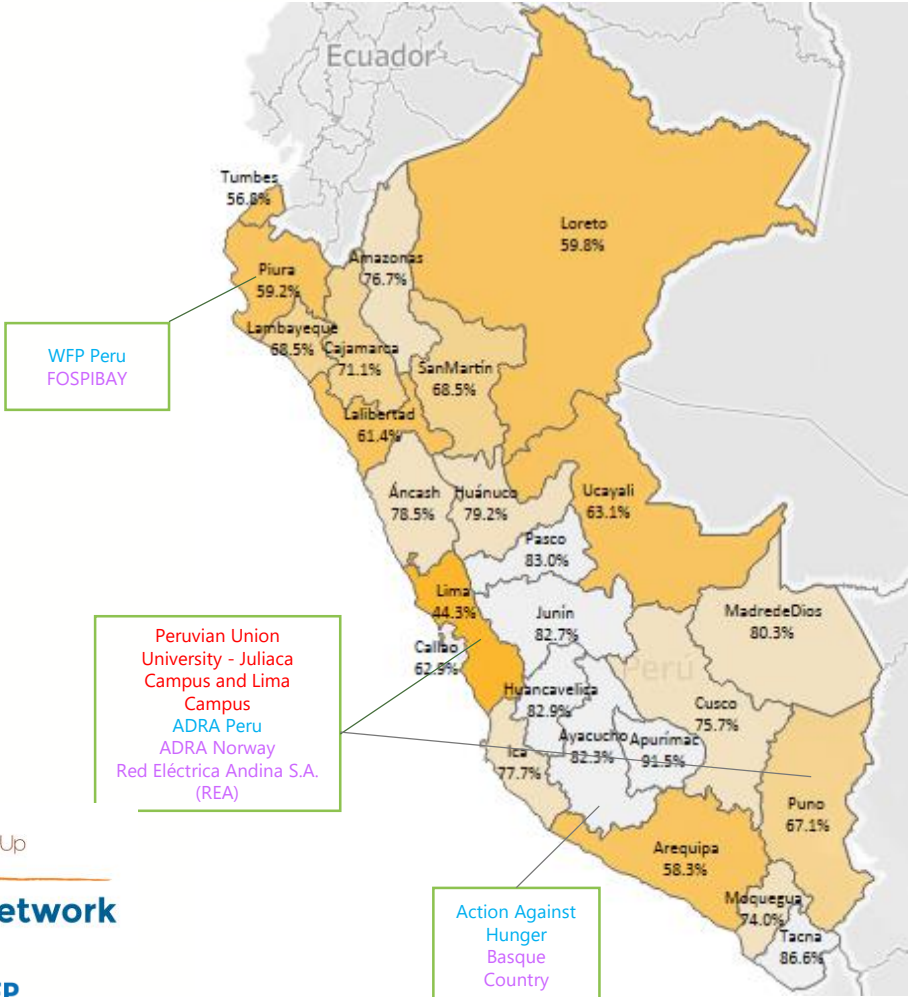 Ecuador
Tumbes
56.8%
Loreto
59.8%
Amazonas
76.7%
Piura
59.2%
Lambayeque
68.5%
Cajamarca
71.1%
SanMartín
68.5%
WFP Peru
FOSPIBAY
Lalibertad
61.4%
Áncash
78.5%
Huánuco
79.2%
Ucayali
63.1%
Pasco
83.0%
Lima
44.3%
Junín
82.7%
MadredeDios
80.3%
Callao
62.9%
Perú
Peruvian Union
University - Juliaca
Campus and Lima
Campus
ADRA Peru
ADRA Norway
Red Eléctrica Andina S.A.
(REA)
Huancavelica
82.9%
Cusco
75.7%
Ayacucho
82.3%
Apurímac
91.5%
Ica
77.7%
Puno
67.1%
Arequipa
58.3%
Moquegua
74.0%
Tacna
86.6%
Up
etwork
Action Against
Hunger
Basque
Country